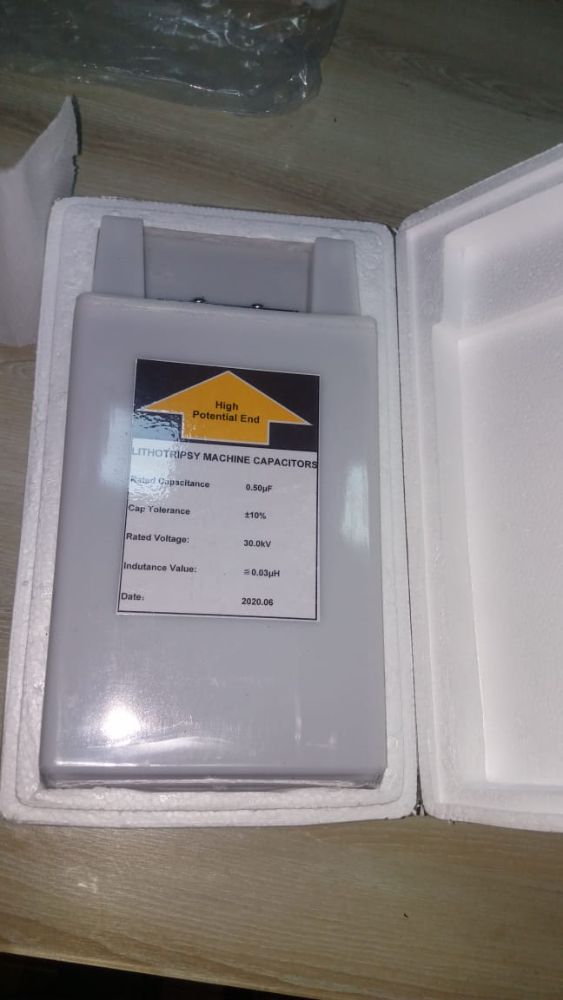 High
Potential End
LITHOTRIPSY MACHINE CAPACITORS
Rated Capacitance 0.50μF
Cap Tolerance ±10%
Rated Voltage: 30.0kV
Indutance Value: ≌0.03μH
Date: 2020.06